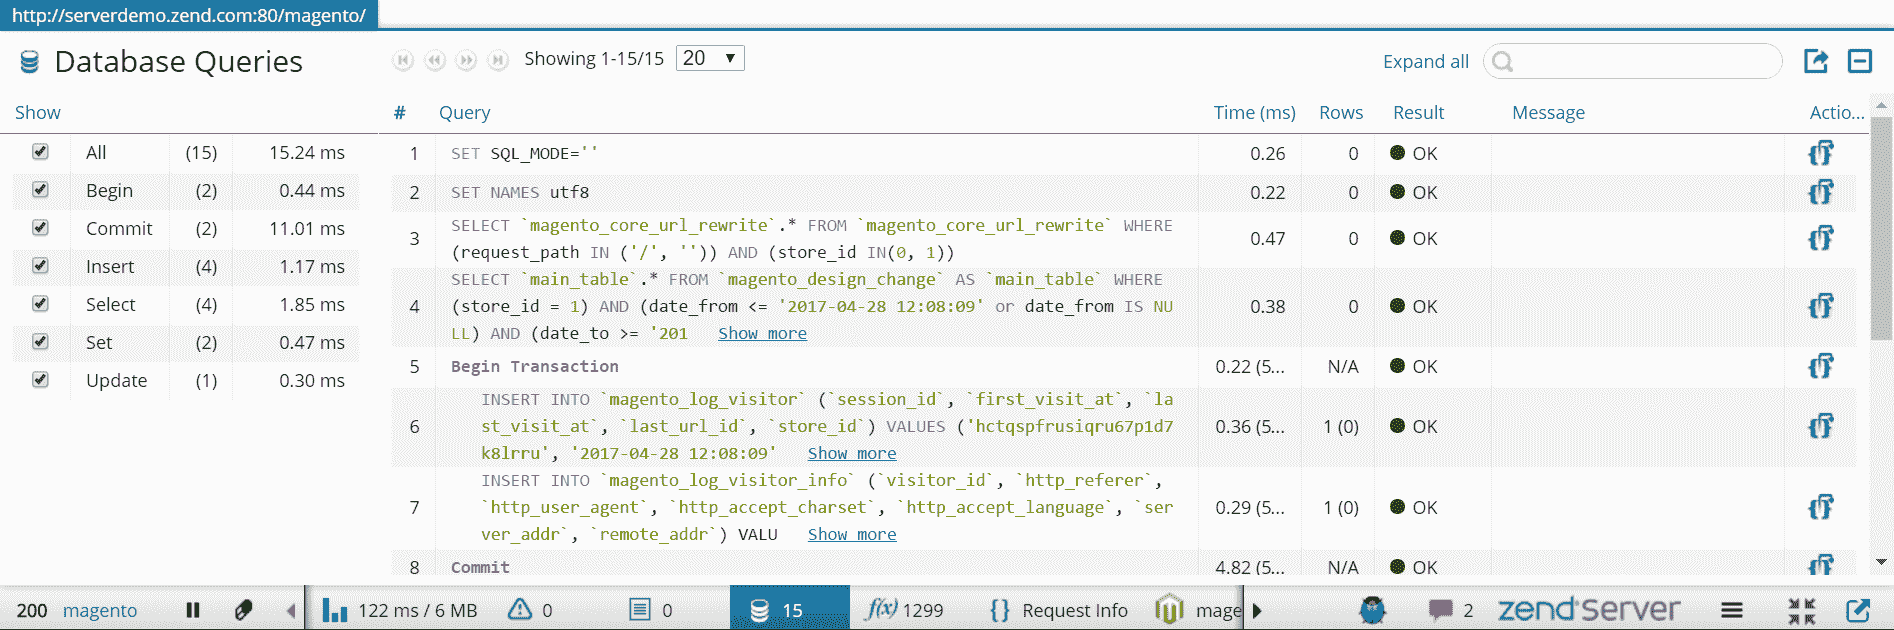 http://serverdemo.zend.com:80/magento/
Database Queries
Showing 1-15/15 20
Expand all
Show
All (15) 15.24 ms
Begin (2) 0.44 ms
Commit (2) 11.01 ms
Insert (4) 1.17 ms
Select (4) 1.85 ms
Set (2) 0.47 ms
Update (1) 0.30 ms
# Query Time (ms) Rows Result Message Actio...
1 SET SQL_MODE='' 0.26 0 OK
2 SET NAMES utf8 0.22 0 OK
SELECT `magento_core_url_rewrite`.* FROM `magento_core_url_rewrite` WHERE
3 0.47 0 OK
(request_path IN ('/', '')) AND (store_id IN(0, 1))
SELECT `main_table`.* FROM `magento_design_change` AS `main_table` WHERE
4 (store_id = 1) AND (date_from <= '2017-04-28 12:08:09' or date_from IS NU 0.38 0 OK
LL) AND (date_to >= '201 Show more
5 Begin Transaction 0.22 (5... N/A OK
INSERT INTO `magento_log_visitor` (`session_id`, `first_visit_at`, `la
6 st_visit_at`, `last_url_id`, `store_id`) VALUES ('hctqspfrusiqru67p1d7 0.36 (5... 1 (0) OK
k8lrru', '2017-04-28 12:08:09' Show more
INSERT INTO `magento_log_visitor_info` (`visitor_id`, `http_referer`,
7 `http_user_agent`, `http_accept_charset`, `http_accept_language`, `ser 0.29 (5... 1 (0) OK
ver_addr`, `remote_addr`) VALU Show more
8 Commit 4.82 (5... N/A OK
200 magento 122 ms / 6 MB 0 0 15 f(x) 1299 {} Request Info mage 2 zend Server